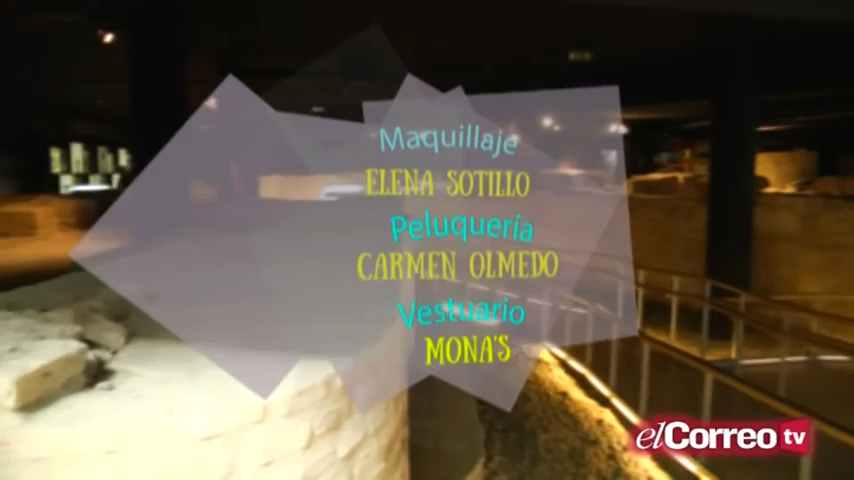 Maquillaje
ELENA SOTILLO
Peluquería
CARMEN OLMEDO
Vestuario
MONA'S
elCorreo tv